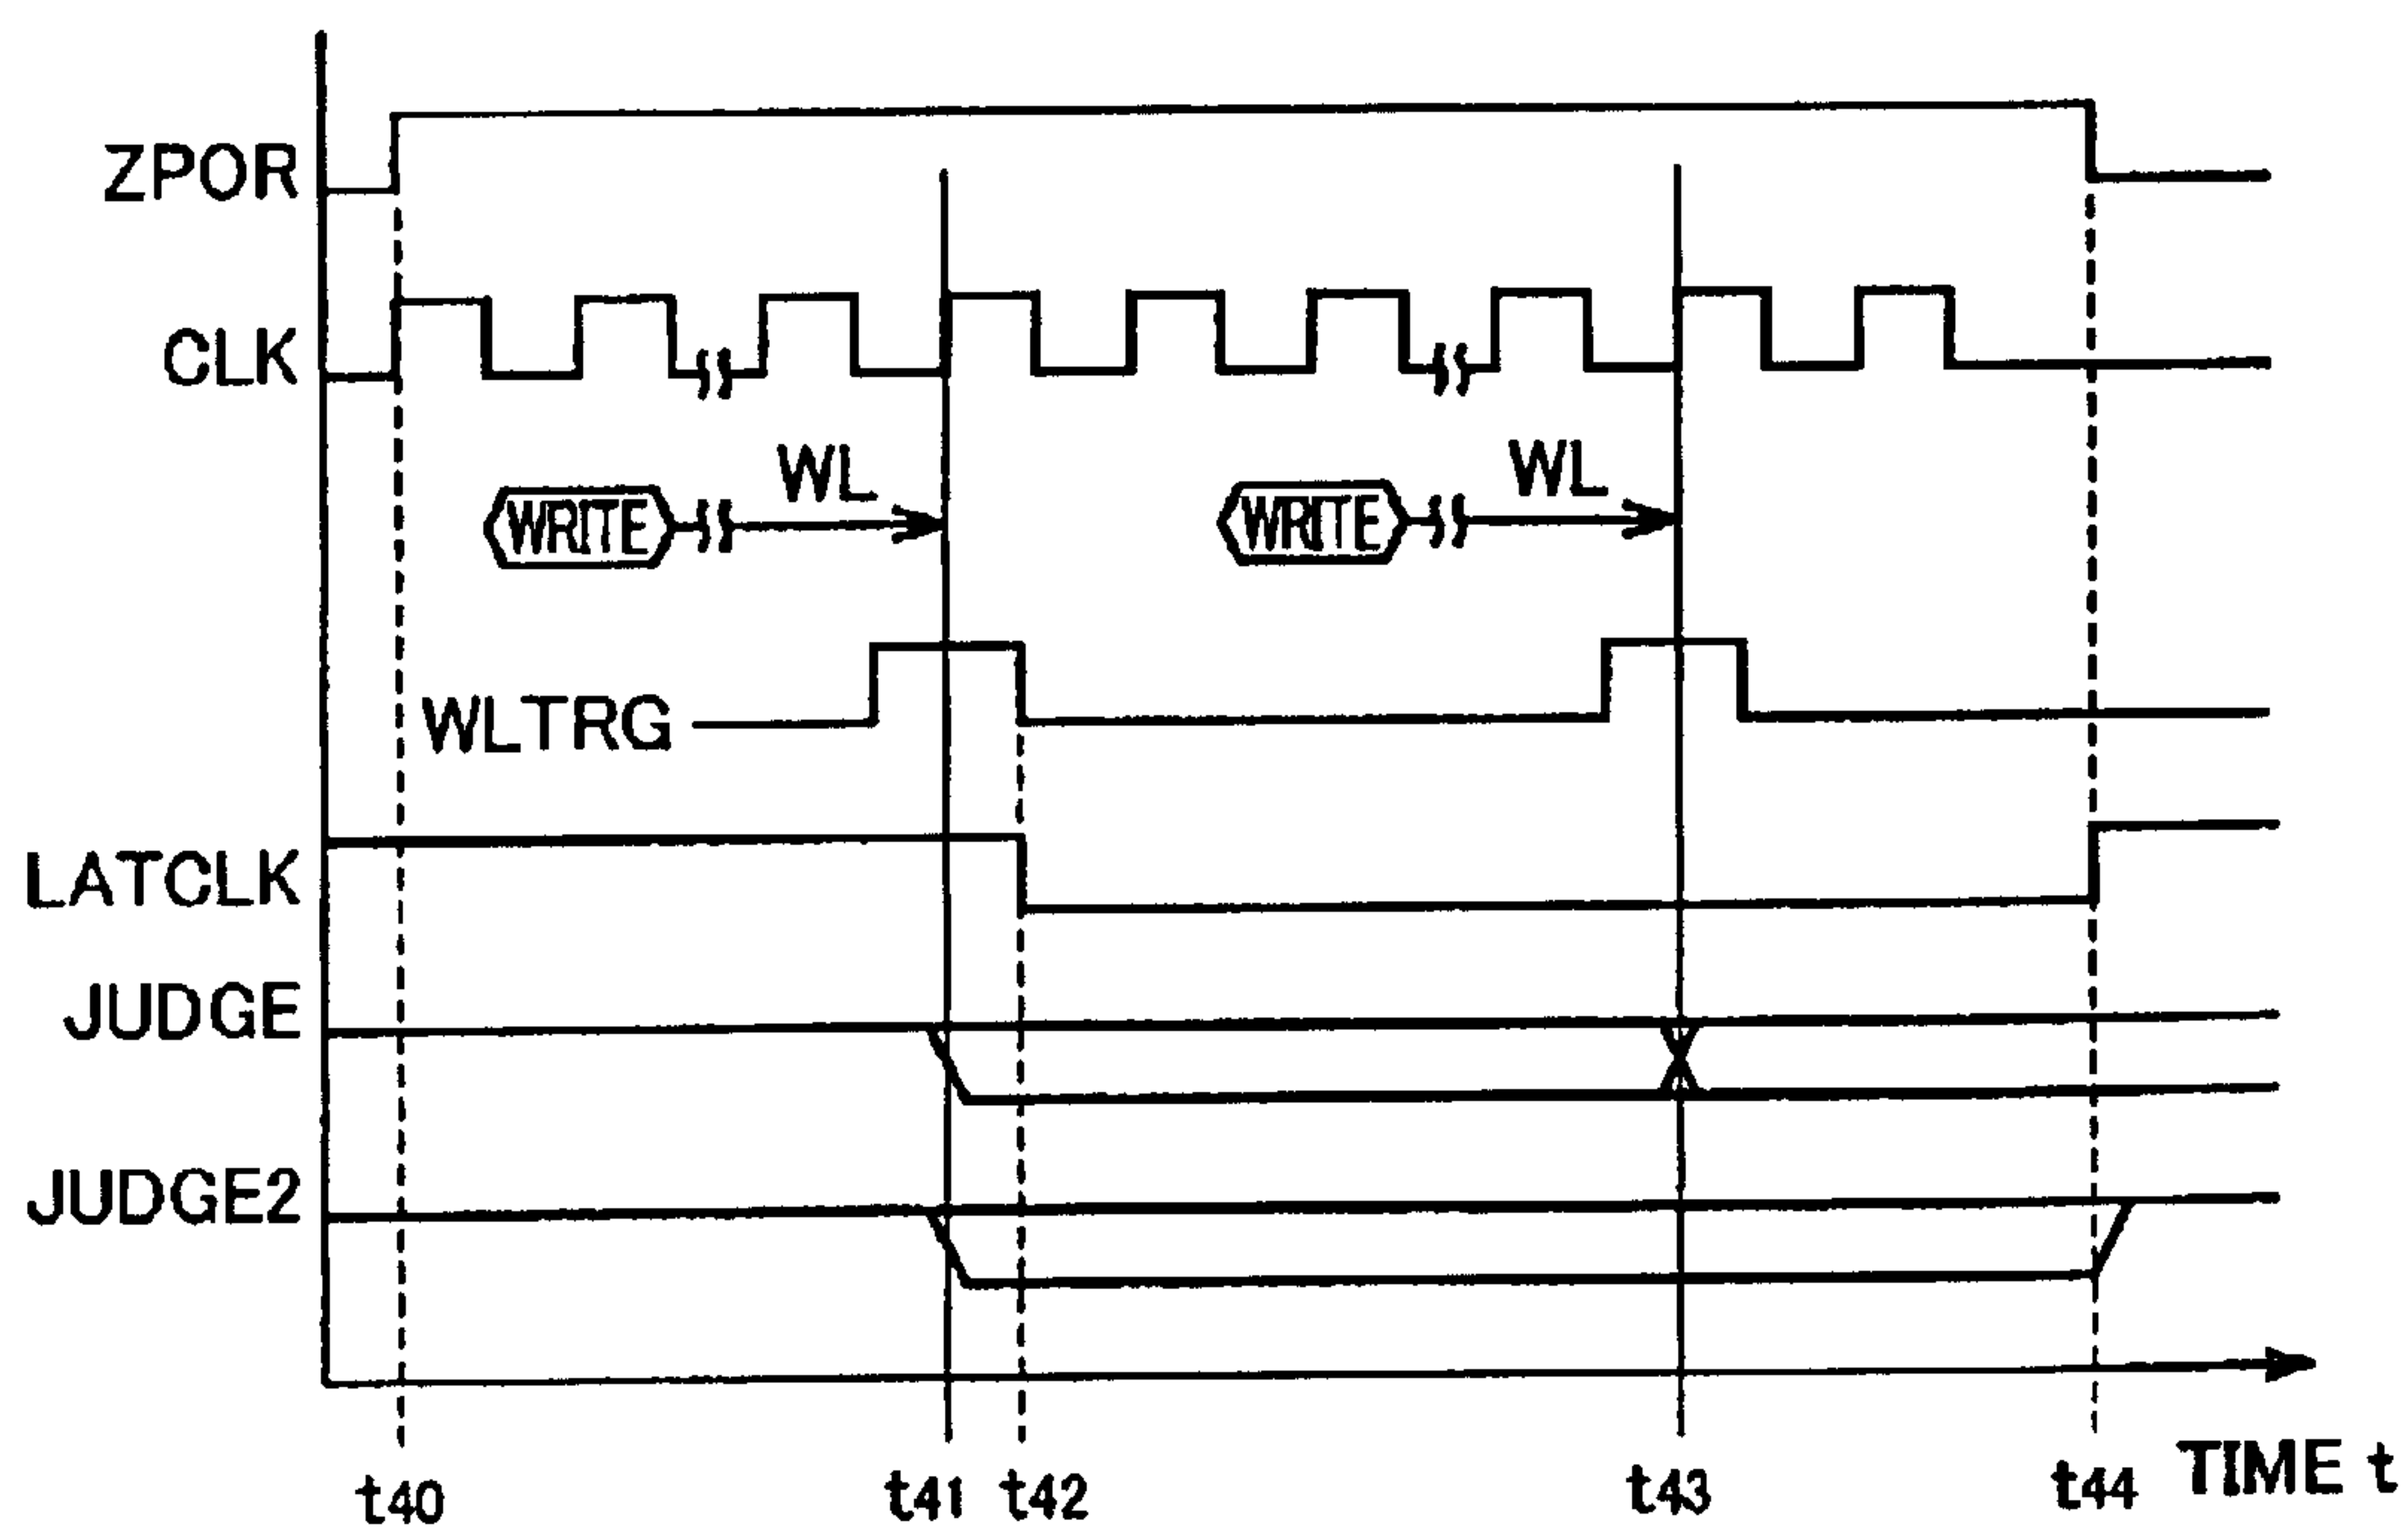 ZPOR
CLK
WL WL
WRITE WRITE
WLTRG
LATCLK
JUDGE
JUDGE2
t40 t41 t42 t43 t44 TIME t